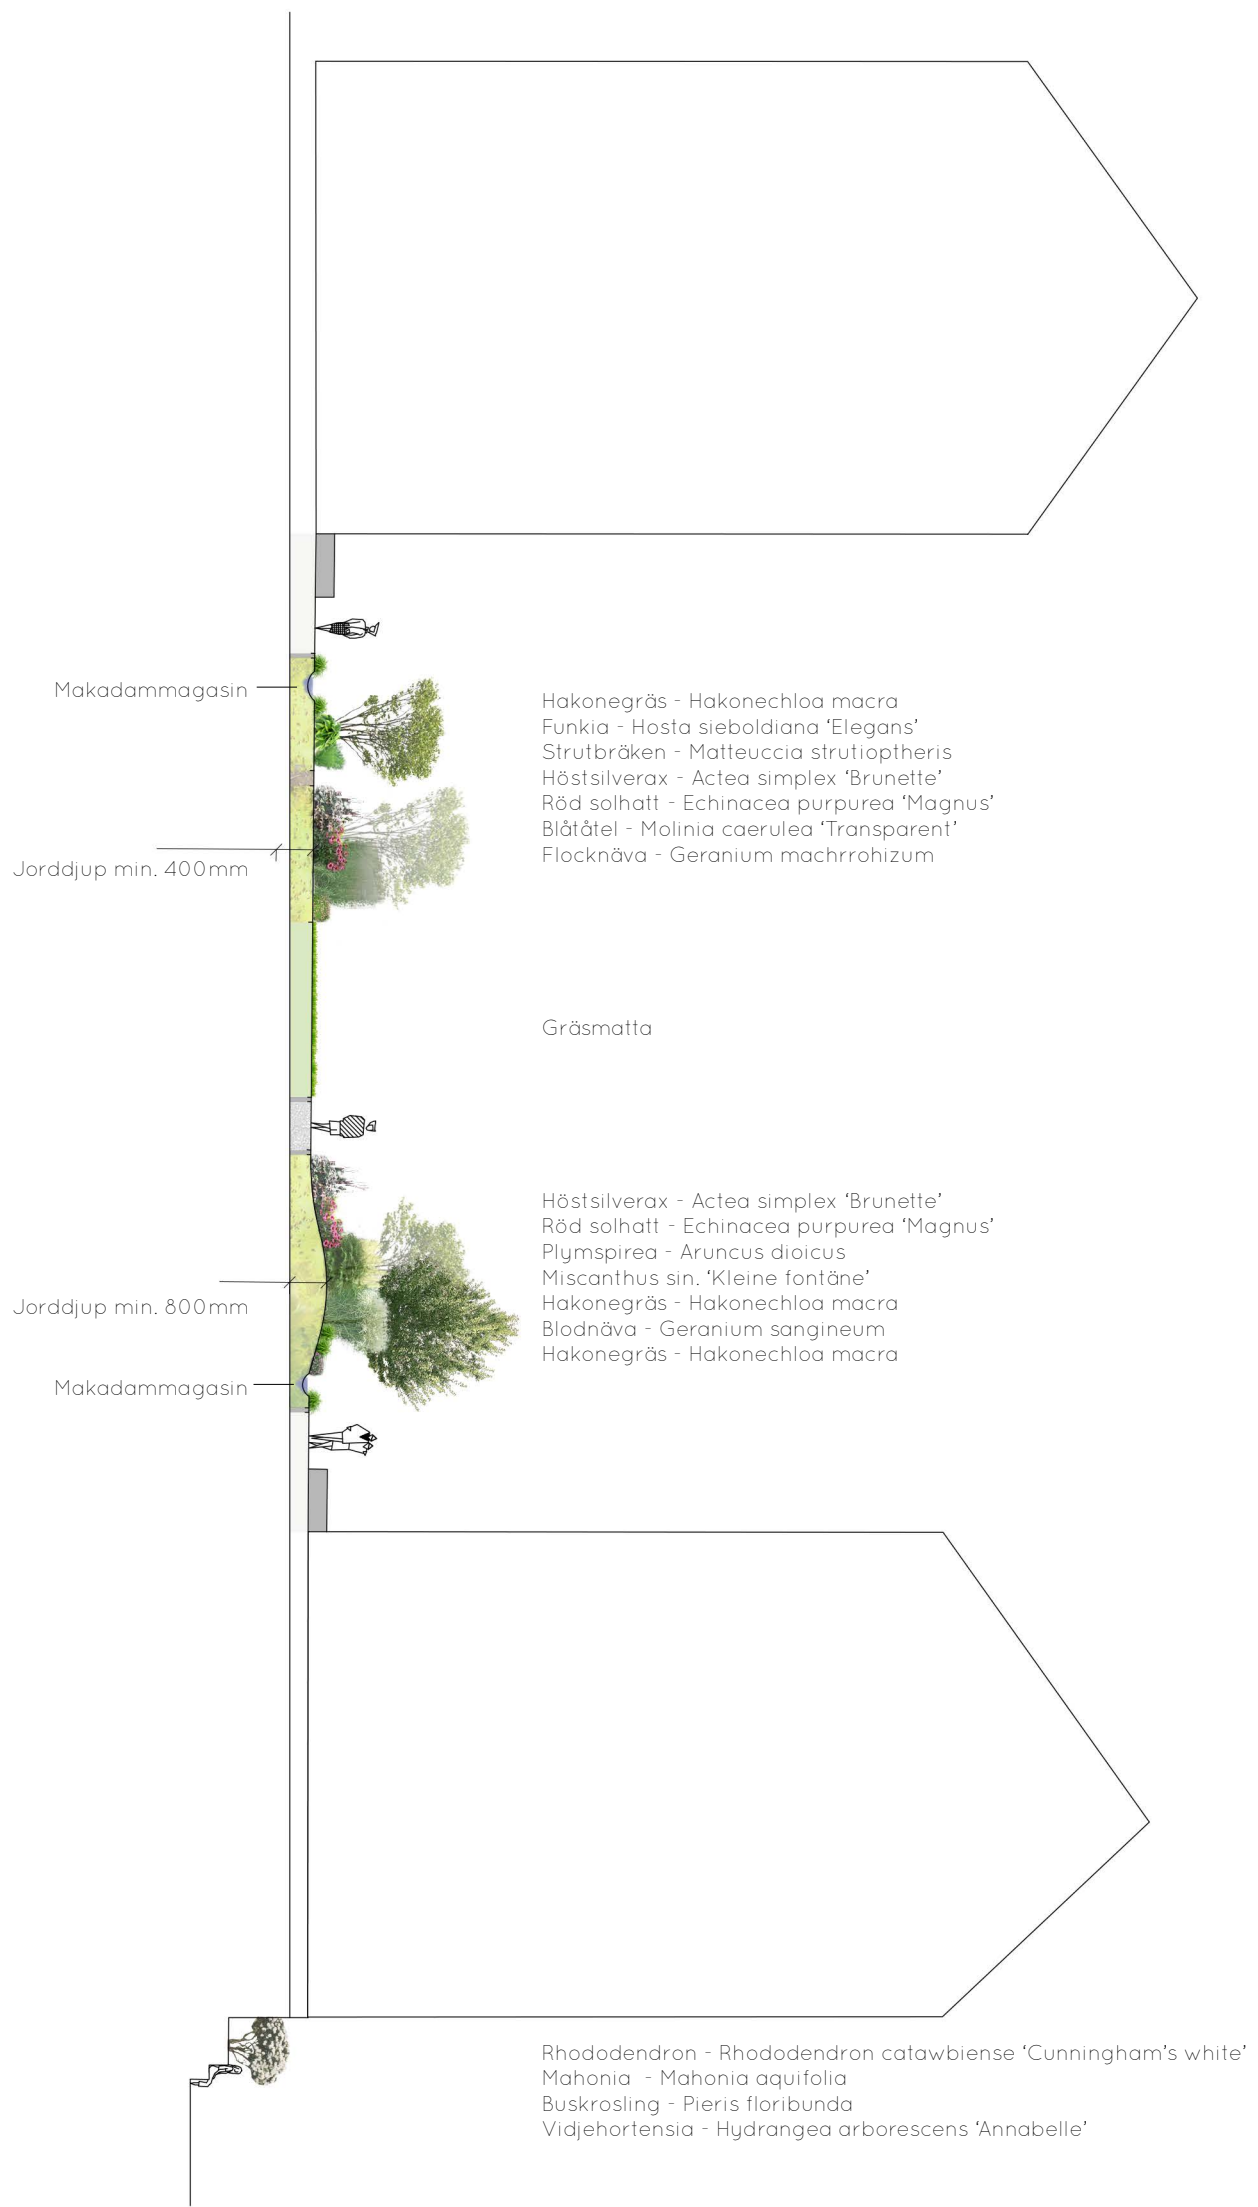 Makadammagasin
Hakonegräs - Hakonechloa macra
Funkia - Hosta sieboldiana ‘Elegans’
Strutbräken - Matteuccia strutioptheris
Höstsilverax - Actea simplex ‘Brunette’
Röd solhatt - Echinacea purpurea ‘Magnus’
Blåtåtel - Molinia caerulea ‘Transparent’
Flocknäva - Geranium machrrohizum
Jorddjup min. 400mm
Gräsmatta
Höstsilverax - Actea simplex ‘Brunette’
Röd solhatt - Echinacea purpurea ‘Magnus’
Plymspirea - Aruncus dioicus
Miscanthus sin. ‘Kleine fontäne’
Hakonegräs - Hakonechloa macra
Blodnäva - Geranium sangineum
Hakonegräs - Hakonechloa macra
Jorddjup min. 800mm
Makadammagasin
Rhododendron - Rhododendron catawbiense ‘Cunningham’s white’
Mahonia - Mahonia aquifolia
Buskrosling - Pieris floribunda
Vidjehortensia - Hydrangea arborescens ‘Annabelle’